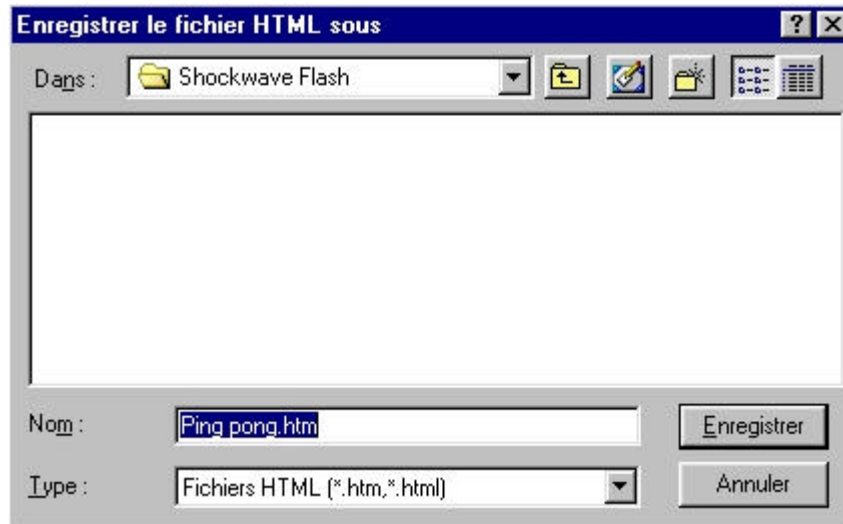 Enregistrer le fichier HTML sous
Dans :
Shockwave Flash
Nom :
Ping pong.htm
Enregistrer
Type :
Fichiers HTML (*.htm,*.html)
Annuler